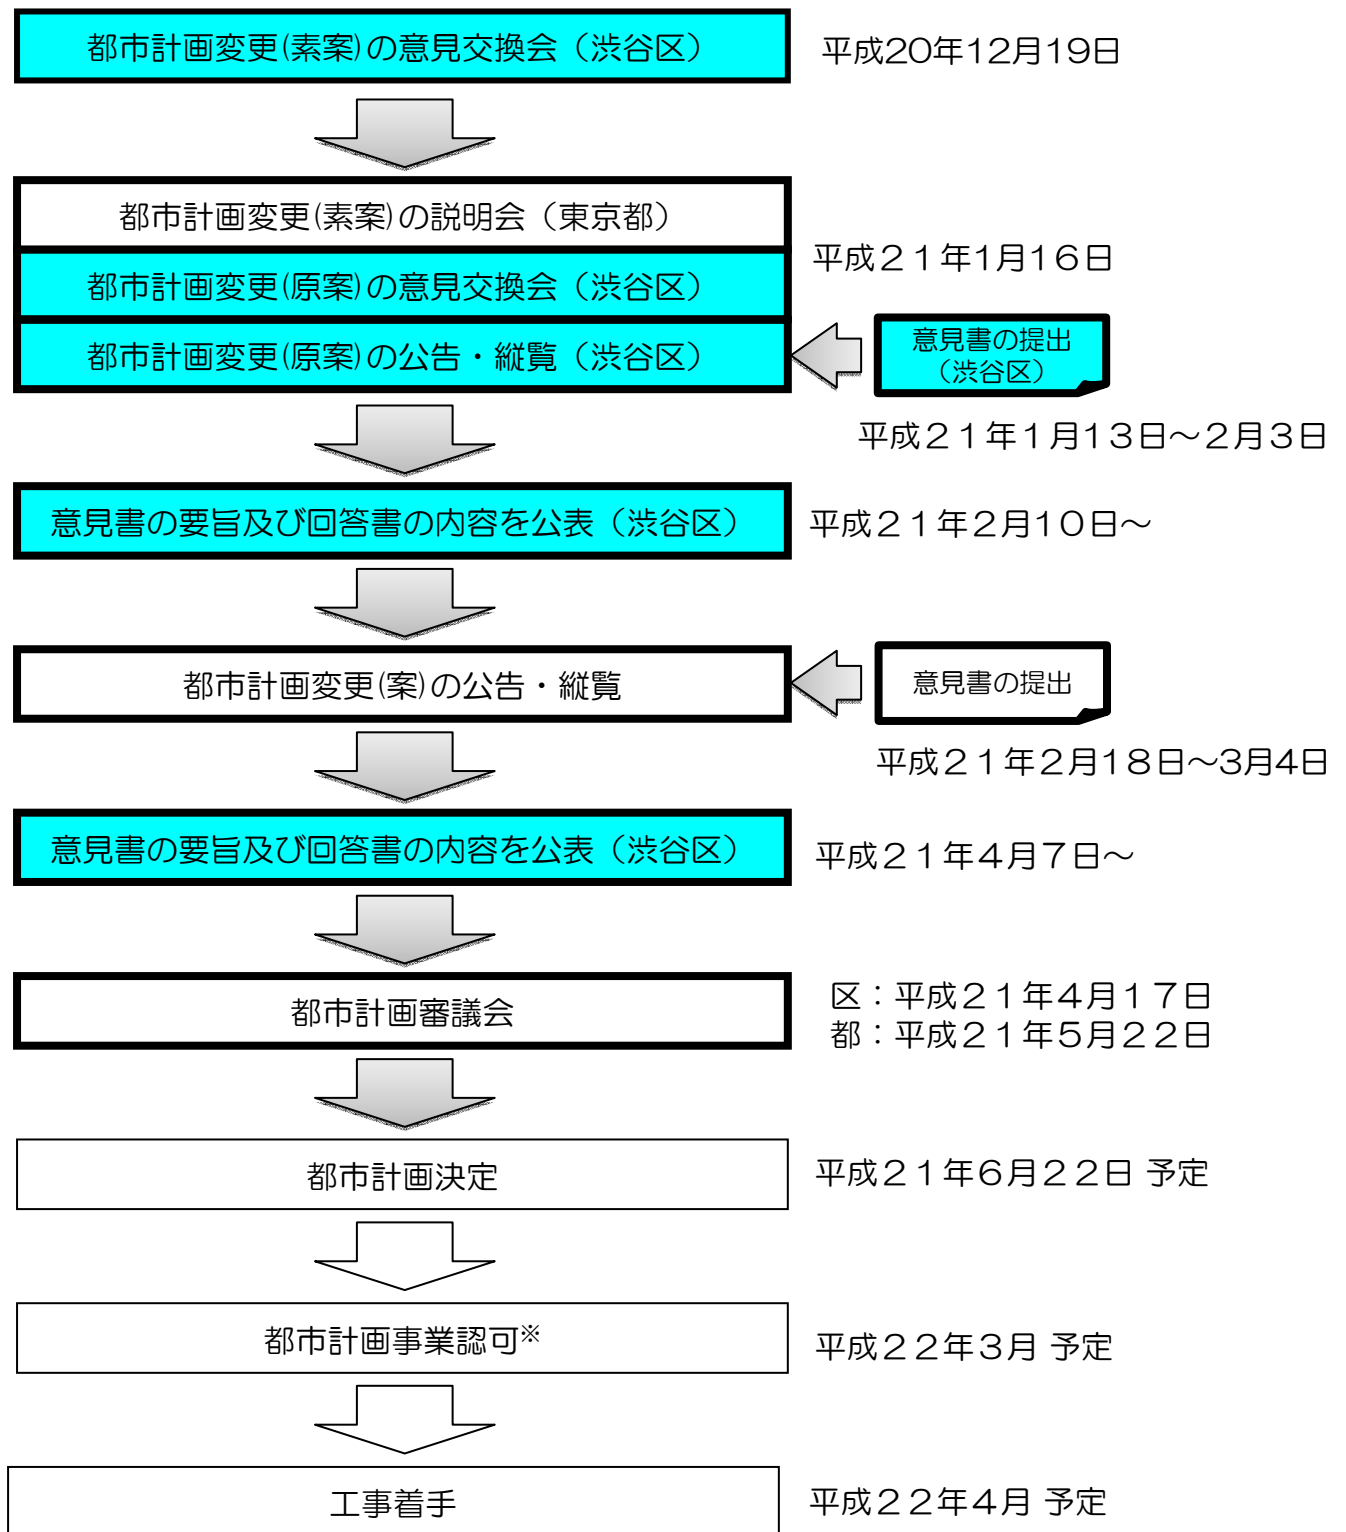 都市計画変更(素案)の意見交換会（渋谷区）
平成20年12月19日
都市計画変更(素案)の説明会（東京都）
都市計画変更(原案)の意見交換会（渋谷区）
平成２１年1月16日
都市計画変更(原案)の公告・縦覧（渋谷区）
意見書の提出
（渋谷区）
平成２１年１月13日～２月３日
意見書の要旨及び回答書の内容を公表（渋谷区）
平成２１年２月10日～
都市計画変更(案)の公告・縦覧
意見書の提出
平成２１年２月18日～3月4日
意見書の要旨及び回答書の内容を公表（渋谷区）
平成２１年４月７日～
都市計画審議会
区：平成２１年４月１７日
都：平成２１年５月２２日
都市計画決定
平成２１年６月２２日 予定
都市計画事業認可※
平成２２年３月 予定
工事着手
平成２２年４月 予定